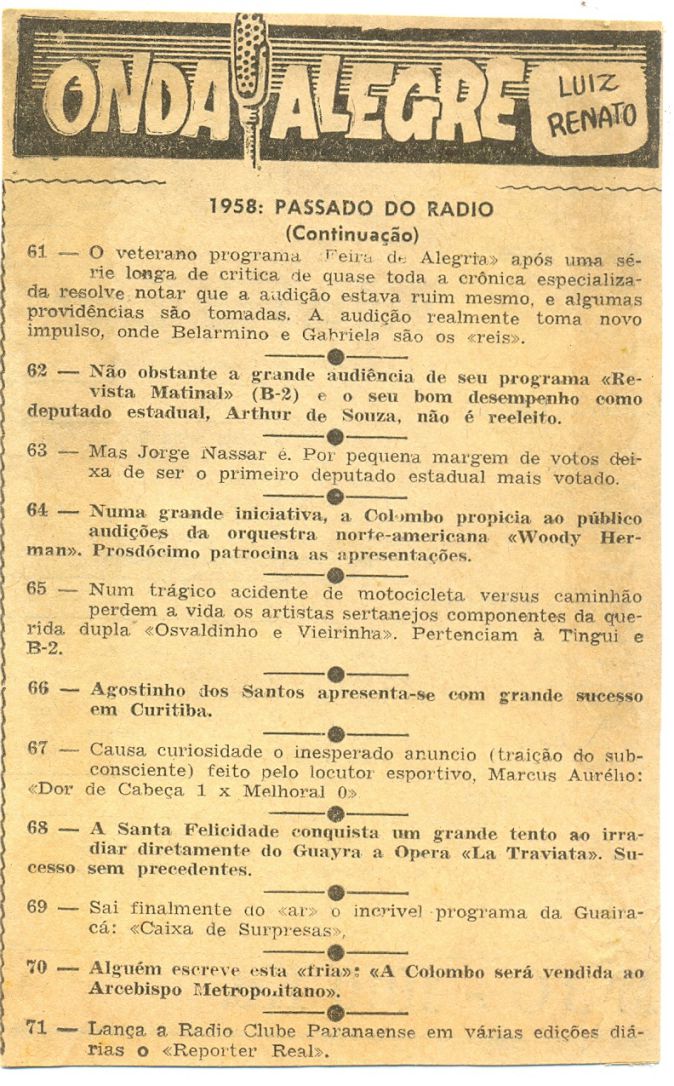 ONDA ALEGRE
LUIZ
RENATO
1958: PASSADO DO RADIO
(Continuação)
61 — O veterano programa Feira de Alegria» após uma sé-
rie longa de critica de quase toda a crônica especializa-
da resolve notar que a audição estava ruim mesmo, e algumas
providências são tomadas. A audição realmente toma novo
impulso, onde Belarmino e Gabriela são os «reis».
62 — Não obstante a grande audiência de seu programa «Re-
vista Matinal» (B-2) e o seu bom desempenho como
deputado estadual, Arthur de Souza, não é reeleito.
63 — Mas Jorge Nassar é. Por pequena margem de votos dei-
xa de ser o primeiro deputado estadual mais votado.
64 — Numa grande iniciativa, a Colombo propicia ao público
audições da orquestra norte-americana «Woody Her-
man». Prosdócimo patrocina as apresentações.
65 — Num trágico acidente de motocicleta versus caminhão
perdem a vida os artistas sertanejos componentes da que-
rida dupla «Osvaldinho e Vieirinha». Pertenciam à Tingui e
B-2.
66 — Agostinho dos Santos apresenta-se com grande sucesso
em Curitiba.
67 — Causa curiosidade o inesperado anuncio (traição do sub-
consciente) feito pelo locutor esportivo, Marcus Aurélho:
«Dor de Cabeça 1 x Melhoral 0»
68 — A Santa Felicidade conquista um grande tento ao irra-
diar diretamente do Guayra a Opera «La Traviata». Su-
cesso sem precedentes.
69 — Sai finalmente do «ar» o incrivel programa da Guaira-
cá: «Caixa de Surpresas»,
70 — Alguém escreve esta «fria»: «A Colombo será vendida ao
Arcebispo Metropolitano».
71 — Lança a Radio Clube Paranaense em várias edições diá-
rias o «Reporter Real».